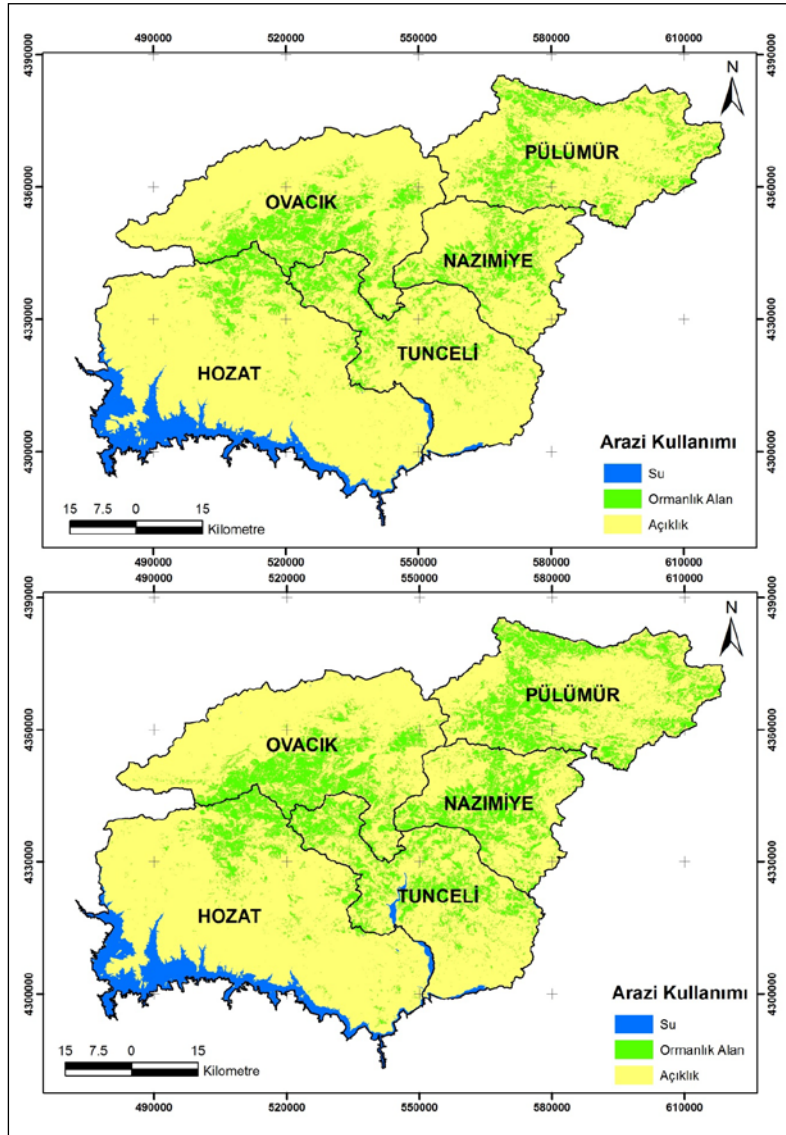 490000 520000 550000 580000 610000
4390000
4390000
N
PÜLÜMÜR
4360000
4360000
OVACIK
NAZIMİYE
4330000
4330000
TUNCELİ
HOZAT
Arazi Kullanımı
Su
Ormanlık Alan
Açıklık
4300000
4300000
15 7.5 0 15
Kilometre
490000 520000 550000 580000 610000
490000 520000 550000 580000 610000
4390000
4390000
N
PÜLÜMÜR
4360000
4360000
OVACIK
NAZIMİYE
4330000
4330000
TUNCELİ
HOZAT
Arazi Kullanımı
Su
Ormanlık Alan
Açıklık
4300000
4300000
15 7.5 0 15
Kilometre
490000 520000 550000 580000 610000